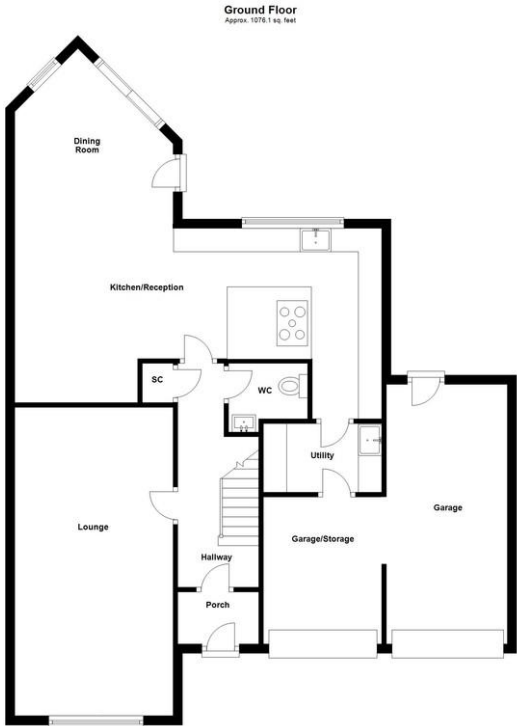 Ground Floor
Approx. 1076.1 sq. feet
Dining
Room
Kitchen/Reception
SC
WC
Utility
Garage
Lounge
Garage/Storage
Hallway
Porch